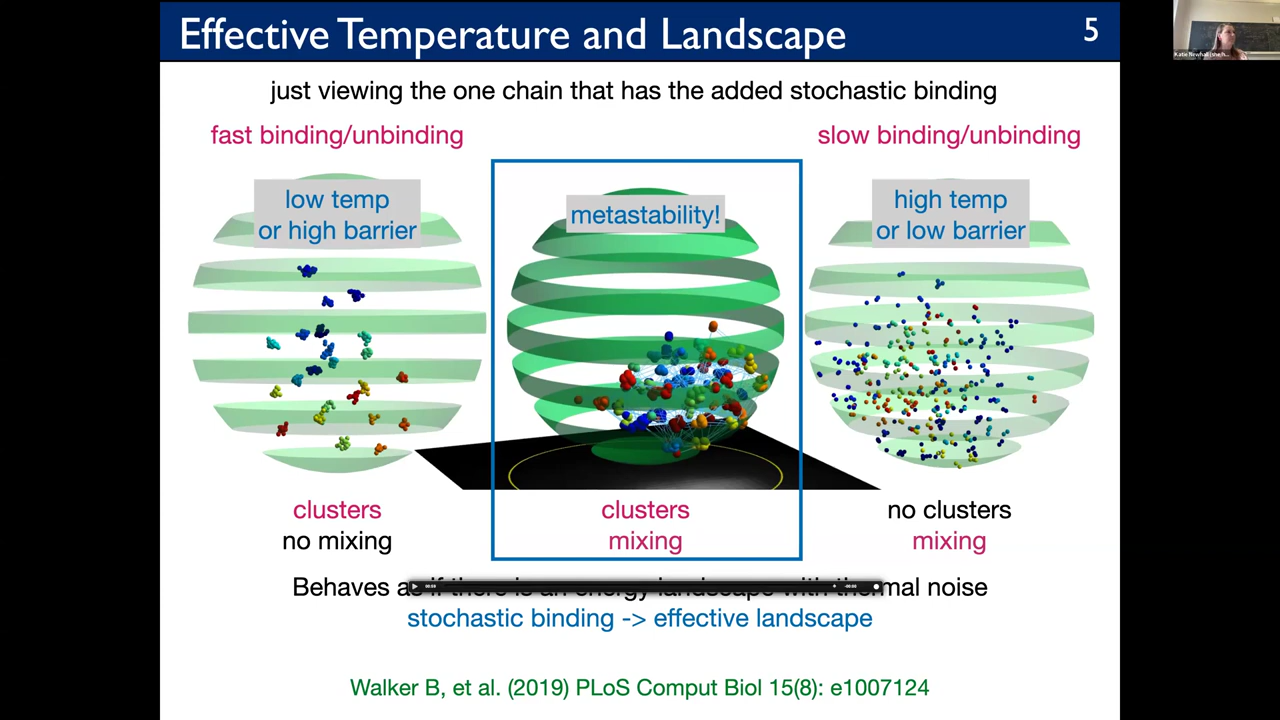 Effective Temperature and Landscape
5
just viewing the one chain that has the added stochastic binding
fast binding/unbinding
slow binding/unbinding
low temp
or high barrier
metastability!
high temp
or low barrier
clusters
no mixing
clusters
mixing
no clusters
mixing
Behaves as if there is an energy landscape with thermal noise
stochastic binding -> effective landscape
Walker B, et al. (2019) PLoS Comput Biol 15(8): e1007124